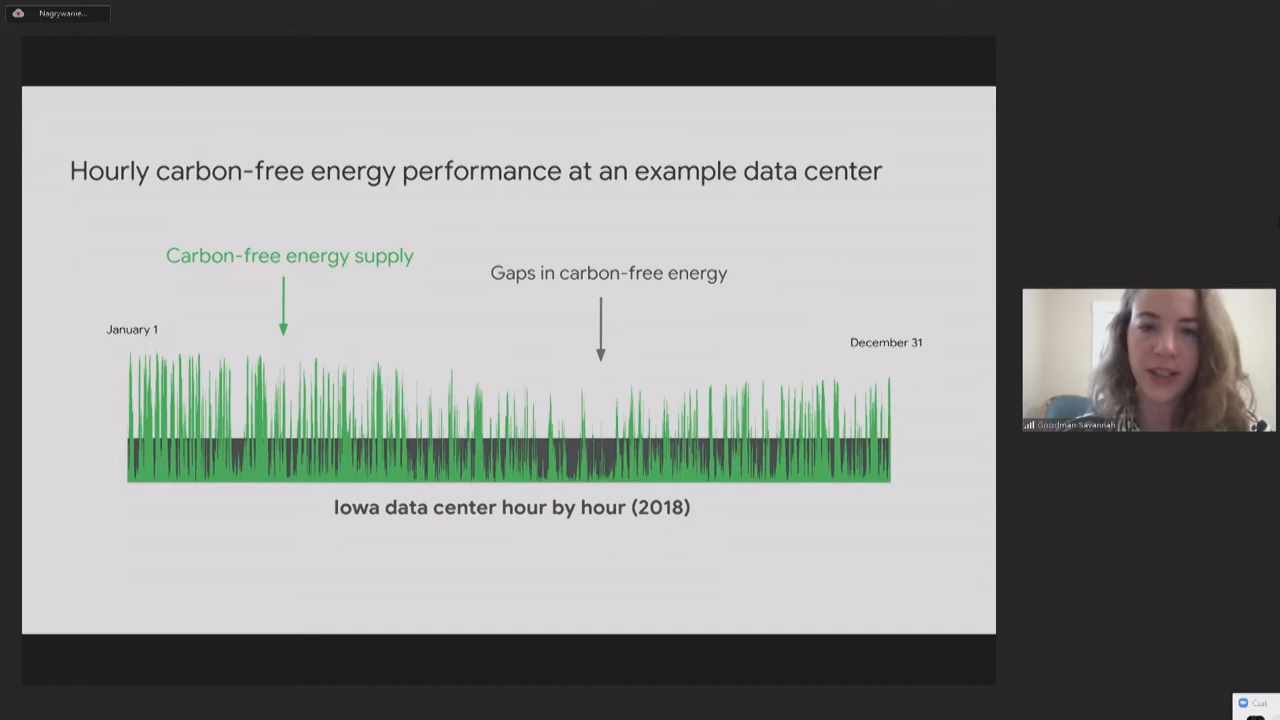 Nagrywanie...
Hourly carbon-free energy performance at an example data center
Carbon-free energy supply
Gaps in carbon-free energy
January 1
December 31
Iowa data center hour by hour (2018)
Goodman Savannah
Czat